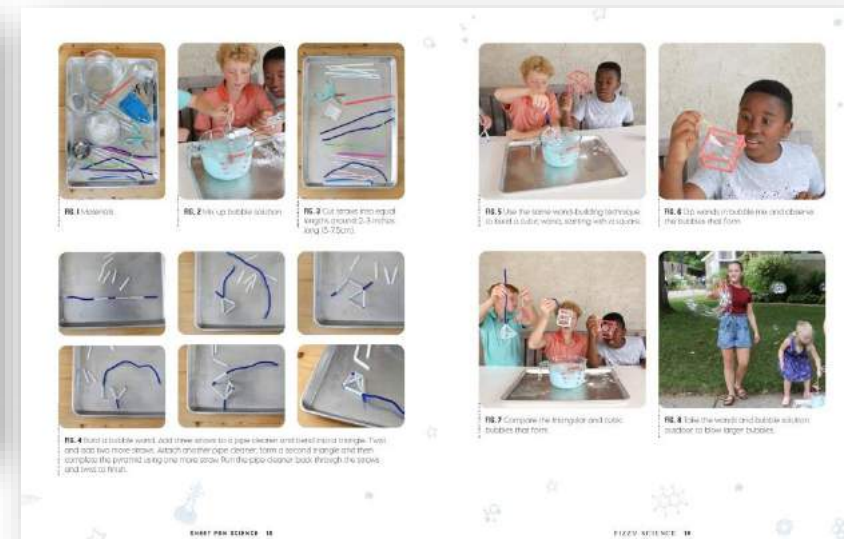 FIG. 1 Materials.
FIG. 2 Mix up bubble solution.
FIG. 3 Cut straws into equal
lengths around 2-3 inches
long (5-7.5cm).
FIG. 4 Build a bubble wand. Add three straws to a pipe cleaner and bend into a triangle. Twist
and add two more straws. Attach another pipe cleaner, form a second triangle and then
complete the pyramid using one more straw. Run the pipe cleaner back through the straws
and twist to finish.
SHEET PAN SCIENCE 18
FIG. 5 Use the same wand-building technique
to build a cubic wand, starting with a square.
FIG. 6 Dip wands in bubble mix and observe
the bubbles that form.
FIG. 7 Compare the triangular and cubic
bubbles that form.
FIG. 8 Take the wands and bubble solution
outdoor to blow larger bubbles.
FIZZY SCIENCE